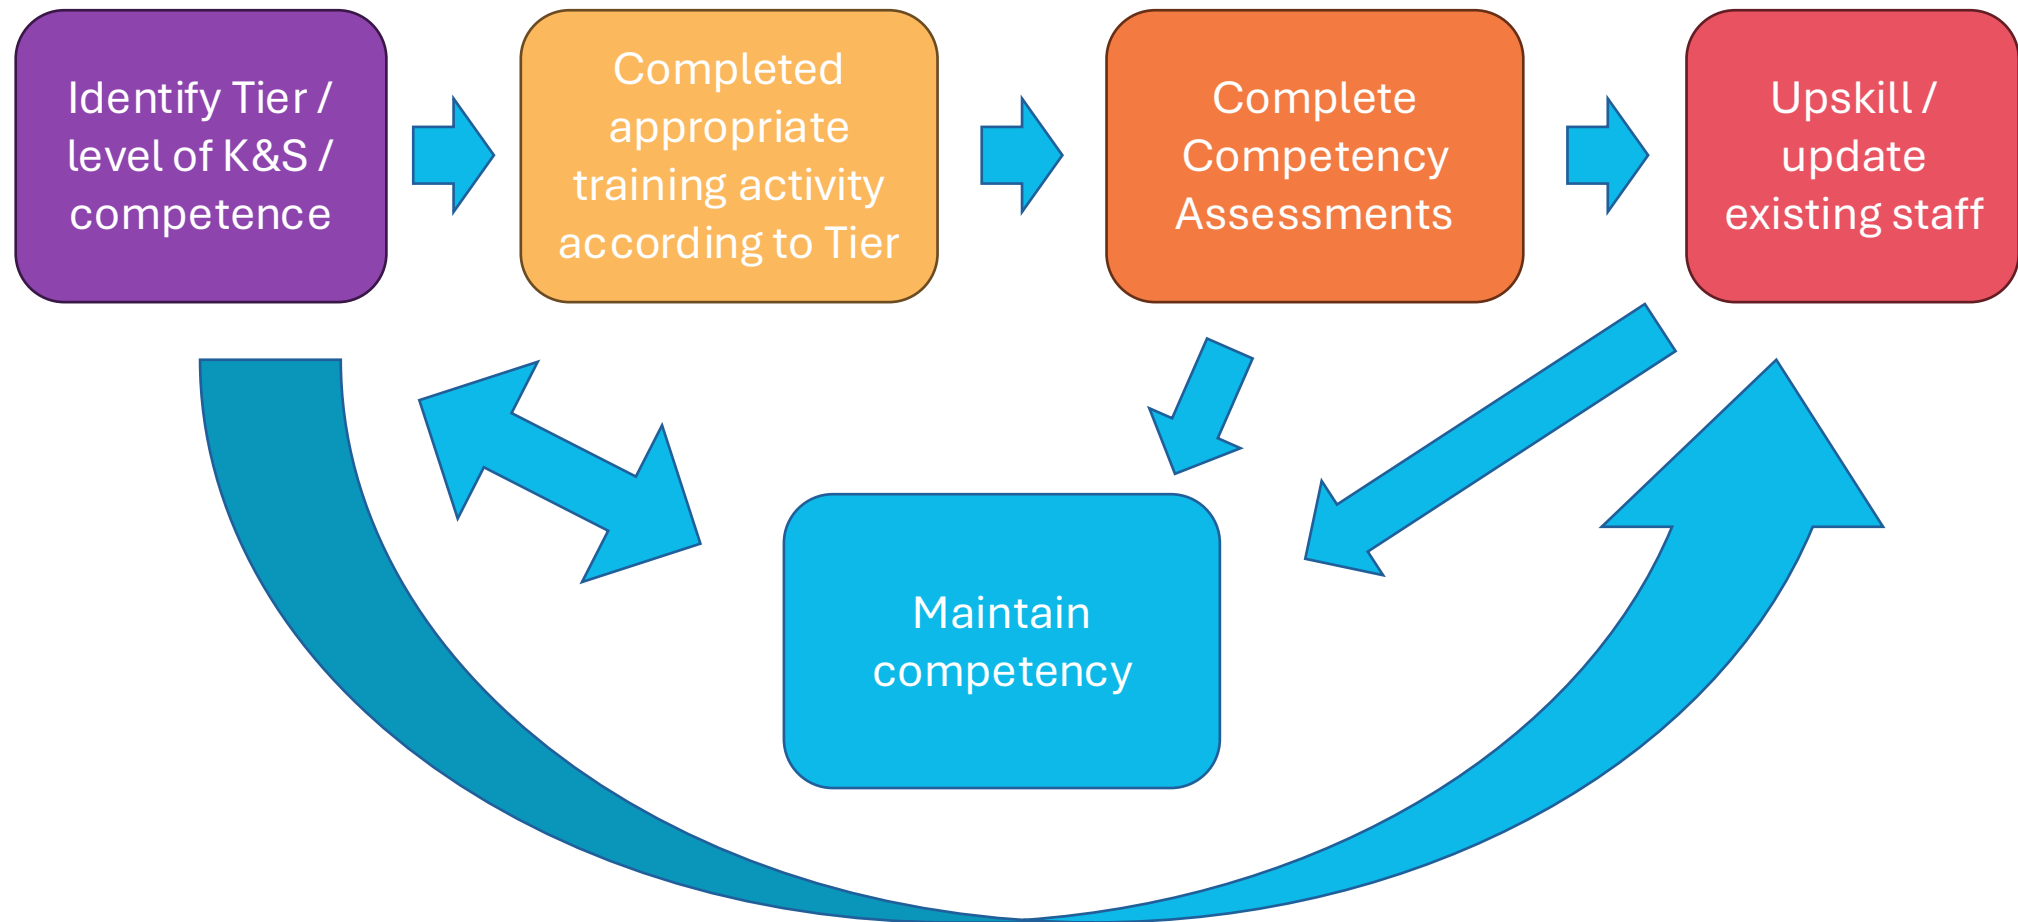 Identify Tier /
level of K&S /
competence
Completed
appropriate
training activity
according to Tier
Complete
Competency
Assessments
Upskill /
update
existing staff
Maintain
competency